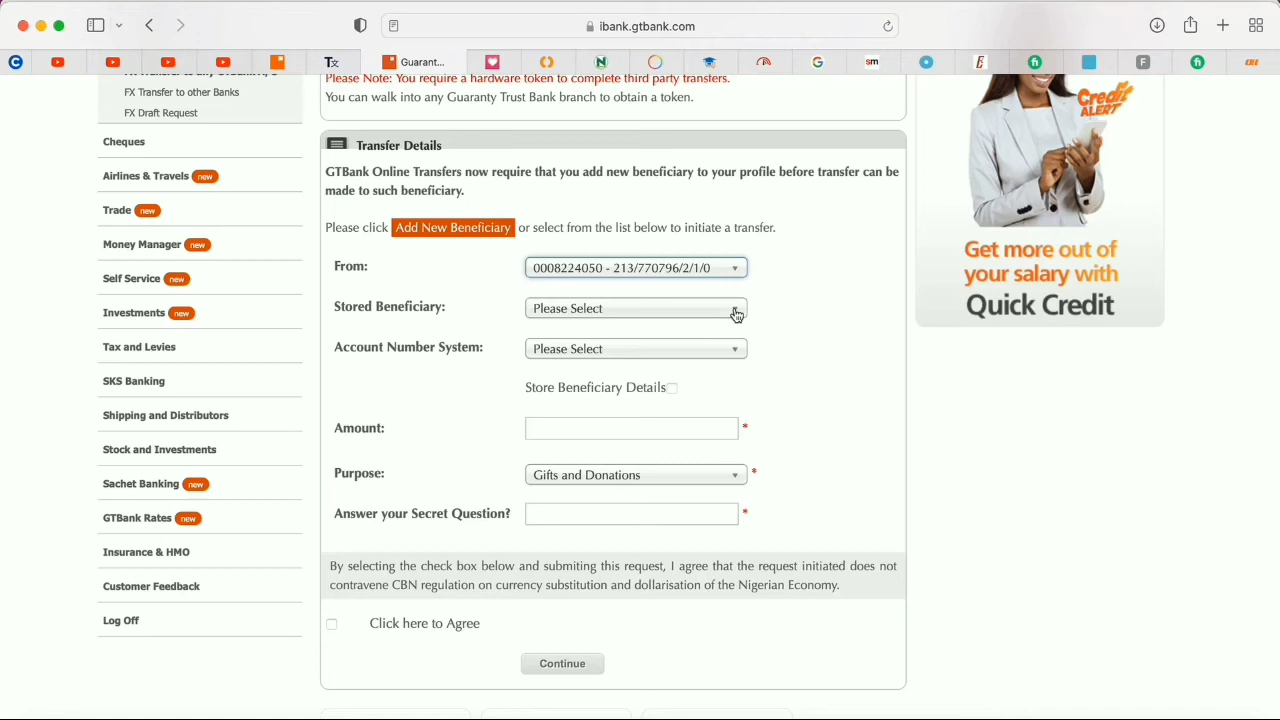 ibank.gtbank.com
Guarant...
FX Transfer to other Banks
FX Draft Request
Cheques
Airlines & Travels new
Trade new
Money Manager new
Self Service new
Investments new
Tax and Levies
SKS Banking
Shipping and Distributors
Stock and Investments
Sachet Banking new
GTBank Rates new
Insurance & HMO
Customer Feedback
Log Off
Please Note: You require a hardware token to complete third party transfers.
You can walk into any Guaranty Trust Bank branch to obtain a token.
Transfer Details
GTBank Online Transfers now require that you add new beneficiary to your profile before transfer can be
made to such beneficiary.
Please click Add New Beneficiary or select from the list below to initiate a transfer.
From: 0008224050 - 213/770796/2/1/0
Stored Beneficiary: Please Select
Account Number System: Please Select
Store Beneficiary Details
Amount: *
Purpose: Gifts and Donations *
Answer your Secret Question? *
By selecting the check box below and submiting this request, I agree that the request initiated does not
contravene CBN regulation on currency substitution and dollarisation of the Nigerian Economy.
Click here to Agree
Continue
Credit
ALERT
Get more out of
your salary with
Quick Credit